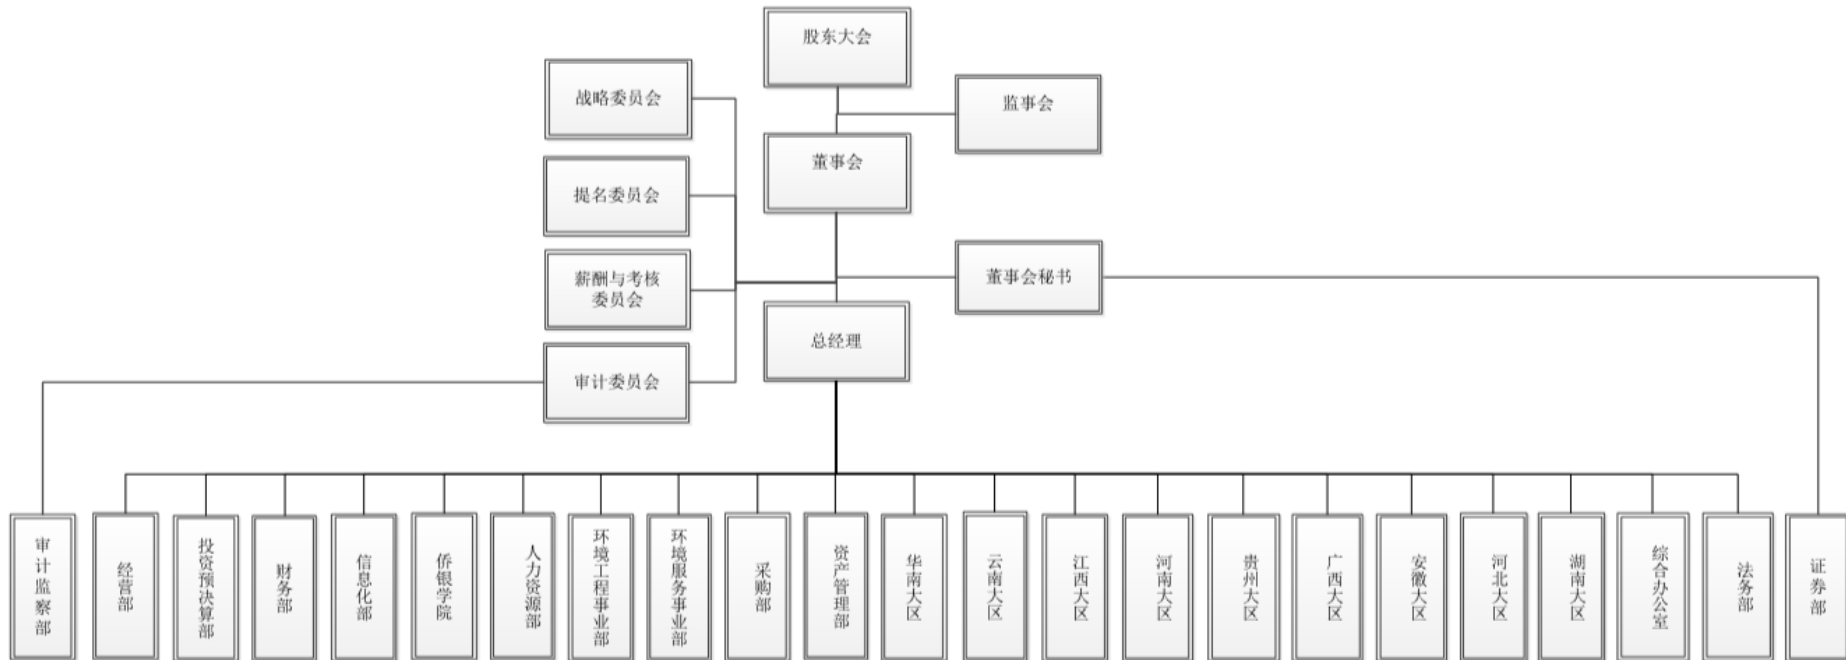 股东大会
战略委员会
监事会
董事会
提名委员会
薪酬与考核
委员会
董事会秘书
总经理
审计委员会
审计监察部
经营部
投资预决算部
财务部
信息化部
侨银学院
人力资源部
环境工程事业部
环境服务事业部
采购部
资产管理部
华南大区
云南大区
江西大区
河南大区
贵州大区
广西大区
安徽大区
河北大区
湖南大区
综合办公室
法务部
证券部